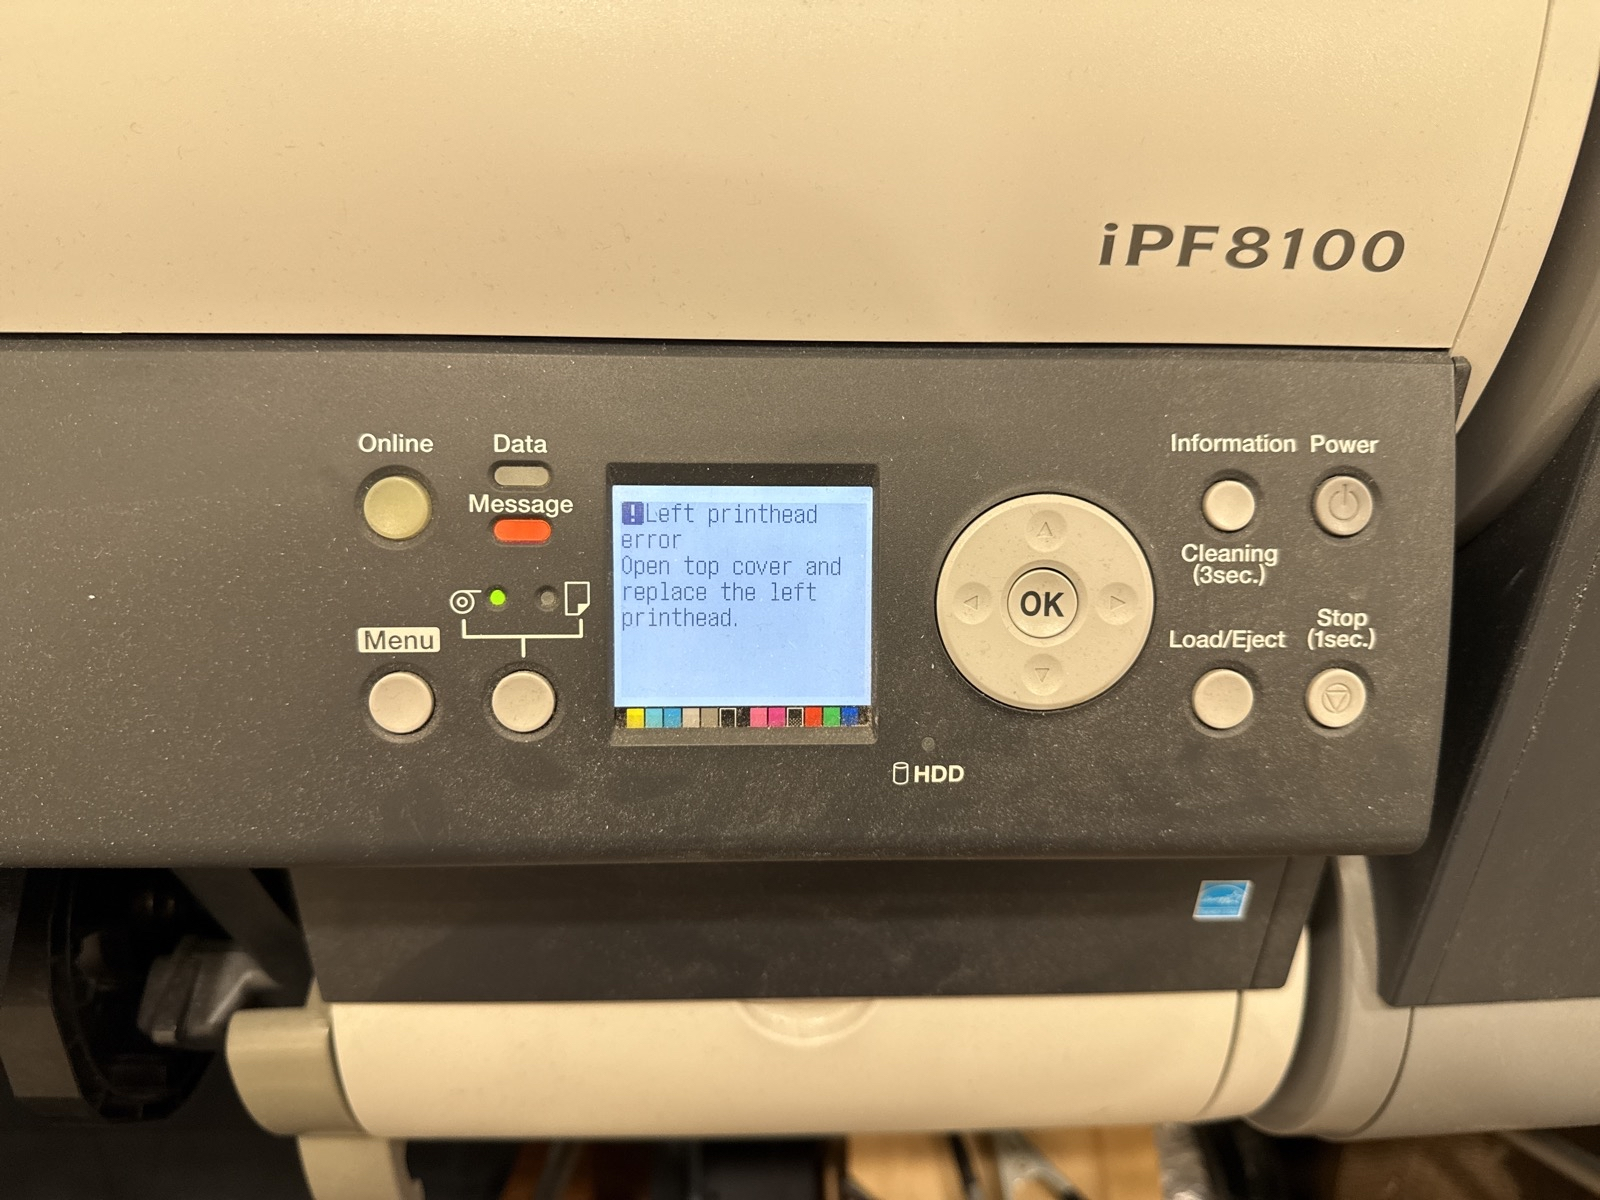 iPF8100
Online
Data
Message
Menu
! Left printhead
error
Open top cover and
replace the left
printhead.
OK
HDD
Information
Power
Cleaning
(3sec.)
Load/Eject
Stop
(1sec.)